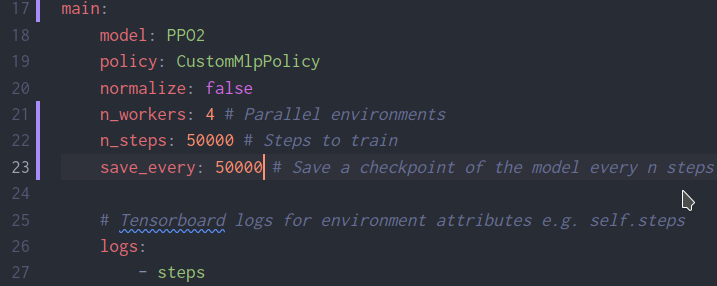 17 main:
18 model: PPO2
19 policy: CustomMlpPolicy
20 normalize: false
21 n_workers: 4 # Parallel environments
22 n_steps: 50000 # Steps to train
23 save_every: 50000 # Save a checkpoint of the model every n steps
24
25 # Tensorboard logs for environment attributes e.g. self.steps
26 logs:
27 - steps